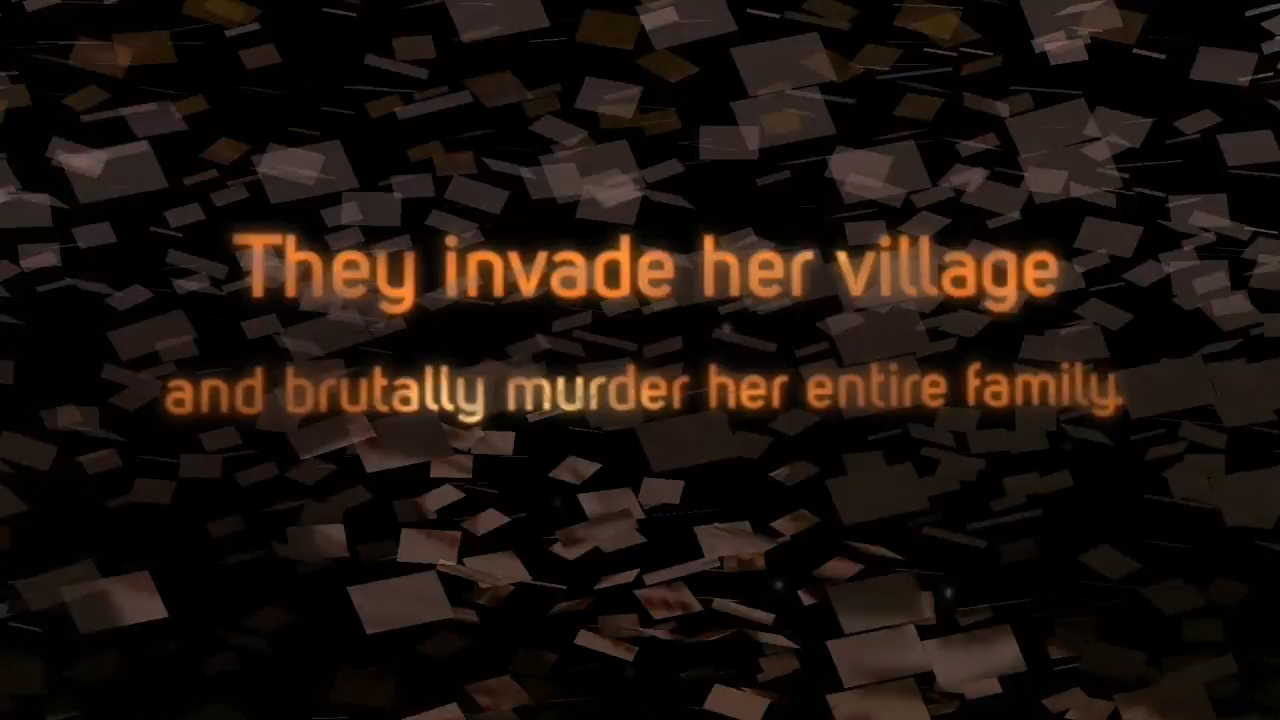 They invade her village
and brutally murder her entire family.